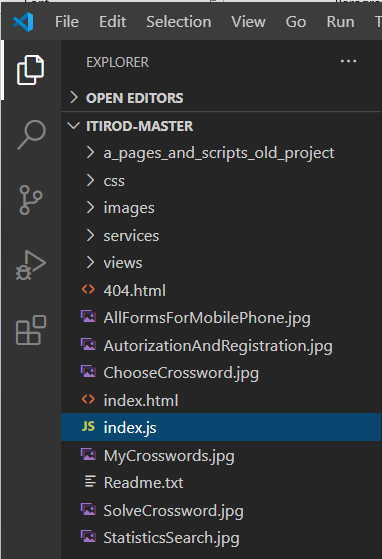 File Edit Selection View Go Run T
EXPLORER
OPEN EDITORS
ITIROD-MASTER
a_pages_and_scripts_old_project
css
images
services
views
404.html
AllFormsForMobilePhone.jpg
AutorizationAndRegistration.jpg
ChooseCrossword.jpg
index.html
JS index.js
MyCrosswords.jpg
Readme.txt
SolveCrossword.jpg
StatisticsSearch.jpg